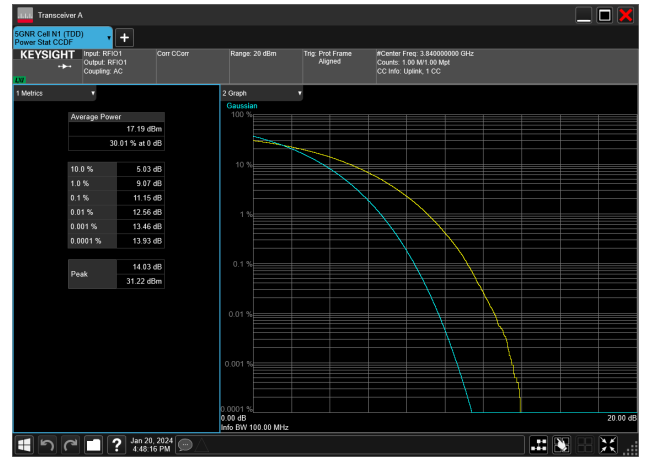 Transceiver A
5GNR Cell N1 (TDD)
Power Stat CCDF
KEYSIGHT
LXI
Input: RFIO1
Output: RFIO1
Coupling: AC
Corr CCorr
Range: 20 dBm
Trig: Prot Frame
Aligned
#Center Freq: 3.840000000 GHz
Counts: 1.00 M/1.00 Mpt
CC Info: Uplink, 1 CC
1 Metrics
Average Power
17.19 dBm
30.01 % at 0 dB
10.0 % 5.03 dB
1.0 % 9.07 dB
0.1 % 11.15 dB
0.01 % 12.56 dB
0.001 % 13.46 dB
0.0001 % 13.93 dB
Peak 14.03 dB
31.22 dBm
2 Graph
Gaussian
100 %
10 %
1 %
0.1 %
0.01 %
0.001 %
0.0001 %
0.00 dB 20.00 dB
Info BW 100.00 MHz
?
Jan 20, 2024
4:48:16 PM